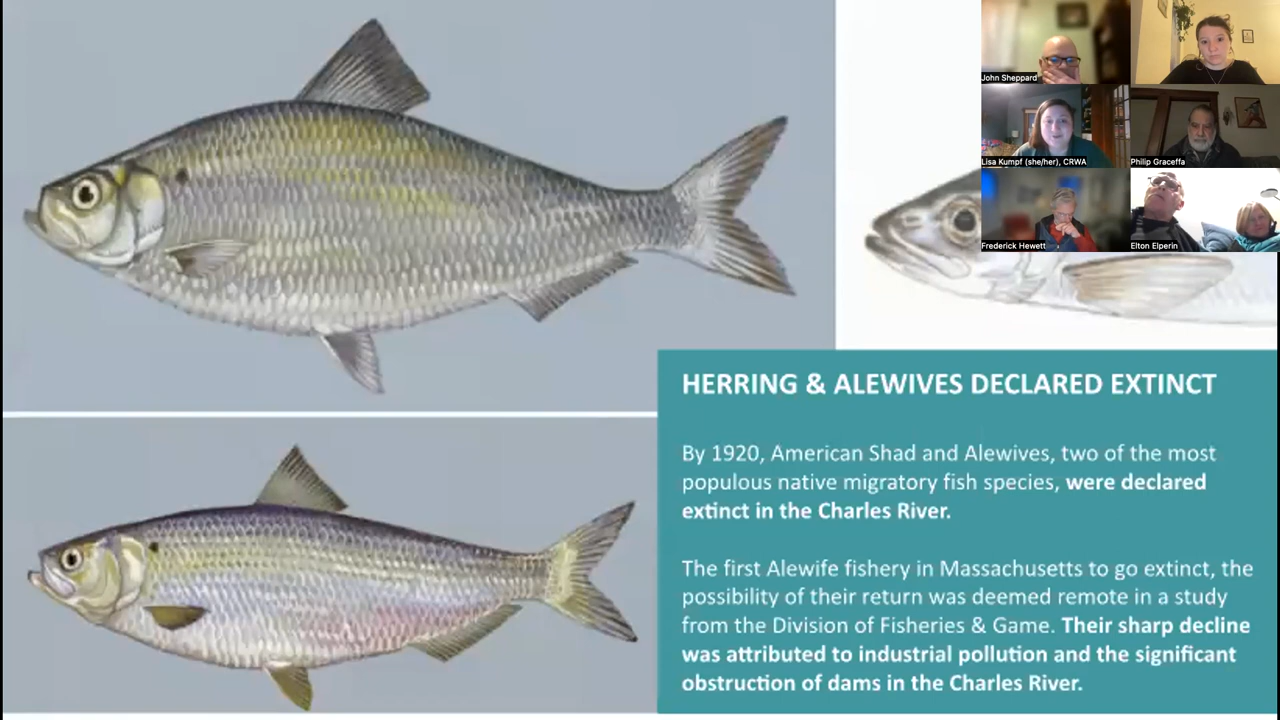 John Sheppard
Lisa Kumpf (she/her), CRWA
Philip Graceffa
Frederick Hewett
Elton Elperin
HERRING & ALEWIVES DECLARED EXTINCT
By 1920, American Shad and Alewives, two of the most
populous native migratory fish species, were declared
extinct in the Charles River.
The first Alewife fishery in Massachusetts to go extinct, the
possibility of their return was deemed remote in a study
from the Division of Fisheries & Game. Their sharp decline
was attributed to industrial pollution and the significant
obstruction of dams in the Charles River.